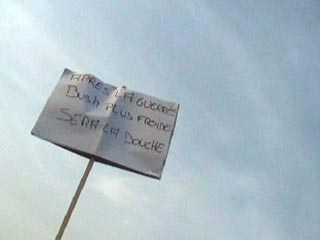 APRES LA GUERRE
BUSH PLUS FROIDE
SERA LA DOUCHE